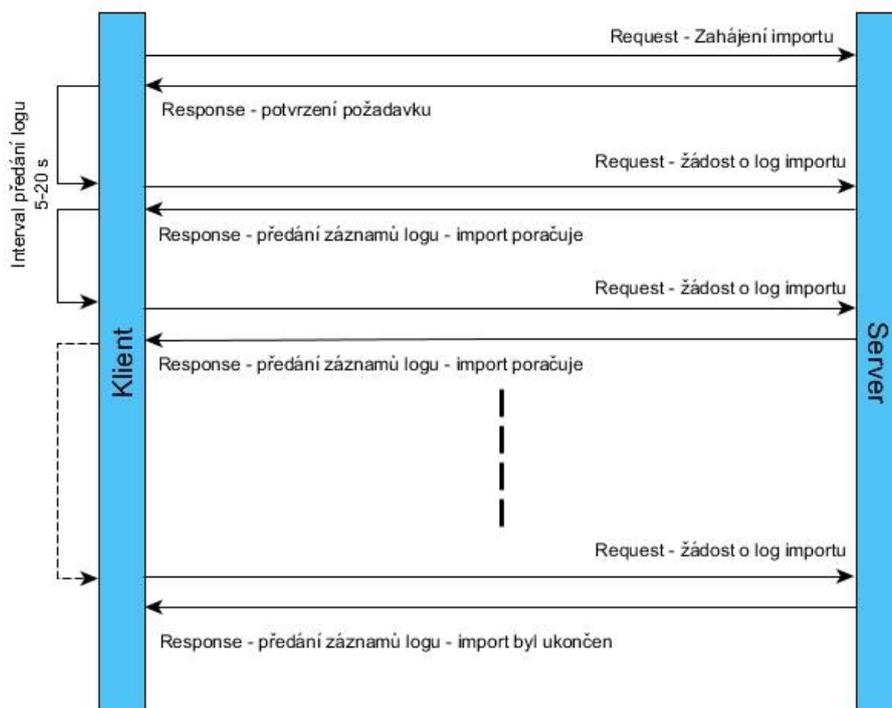 Request - Zahájení importu
Response - potvrzení požadavku
Interval předání logu
5-20 s
Request - žádost o log importu
Response - předání záznamů logu - import poračuje
Request - žádost o log importu
Klient
Server
Response - předání záznamů logu - import poračuje
Request - žádost o log importu
Response - předání záznamů logu - import byl ukončen